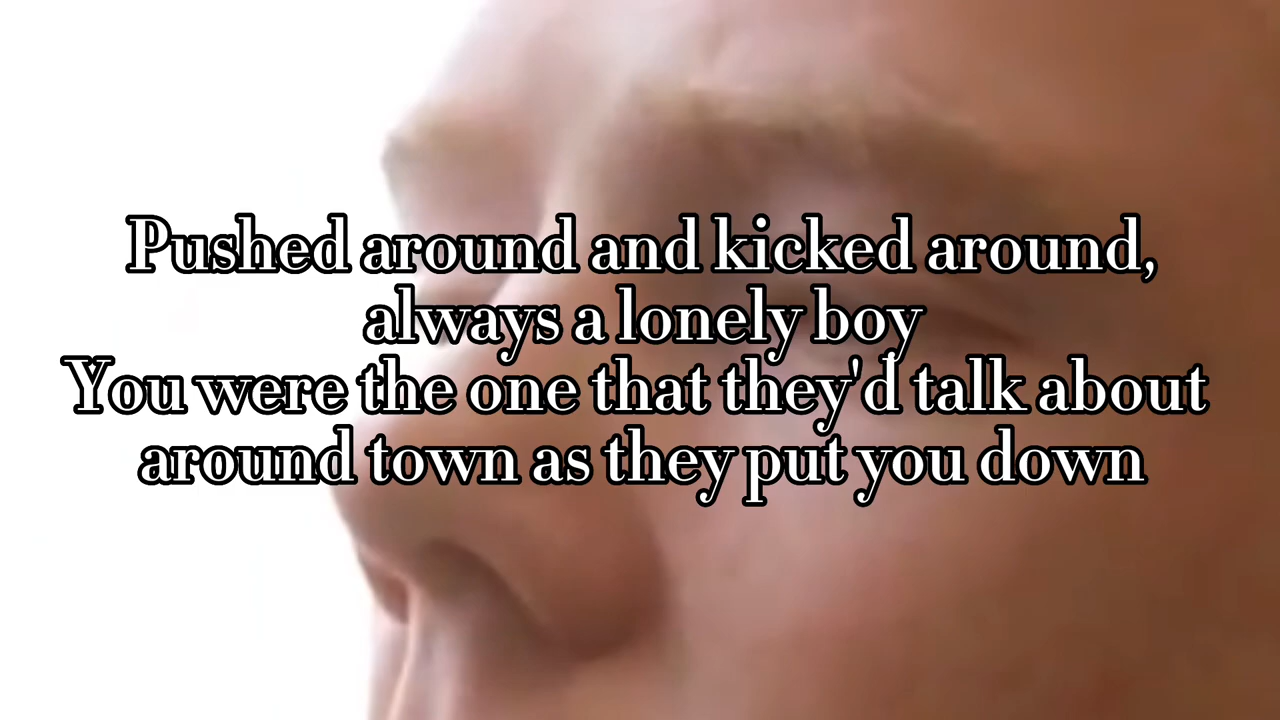 Pushed around and kicked around,
always a lonely boy
You were the one that they'd talk about
around town as they put you down